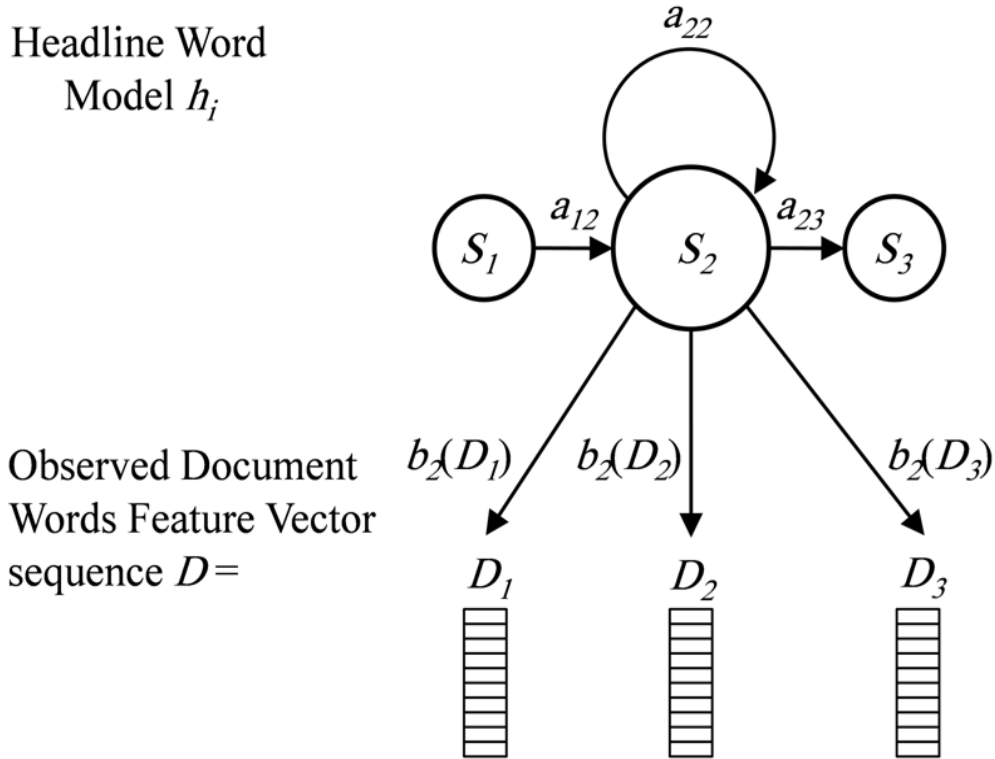 Headline Word
Model h_i
a_22
a_12
a_23
S_1
S_2
S_3
Observed Document
Words Feature Vector
sequence D =
b_2(D_1)
b_2(D_2)
b_2(D_3)
D_1
D_2
D_3